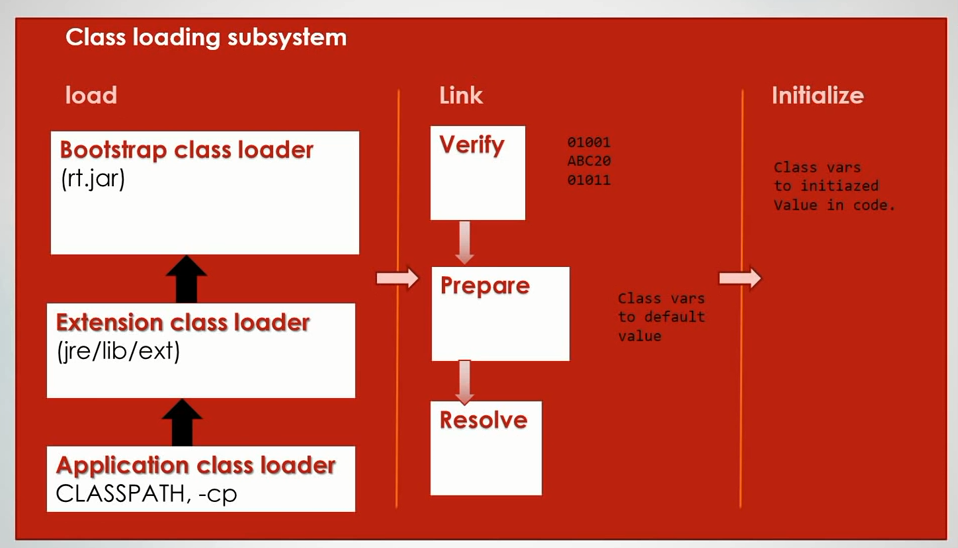 Class loading subsystem
load
Bootstrap class loader
(rt.jar)
Extension class loader
(jre/lib/ext)
Application class loader
CLASSPATH, -cp
Link
Verify
01001
ABC20
01011
Prepare
Class vars
to default
value
Resolve
Initialize
Class vars
to initiazed
Value in code.